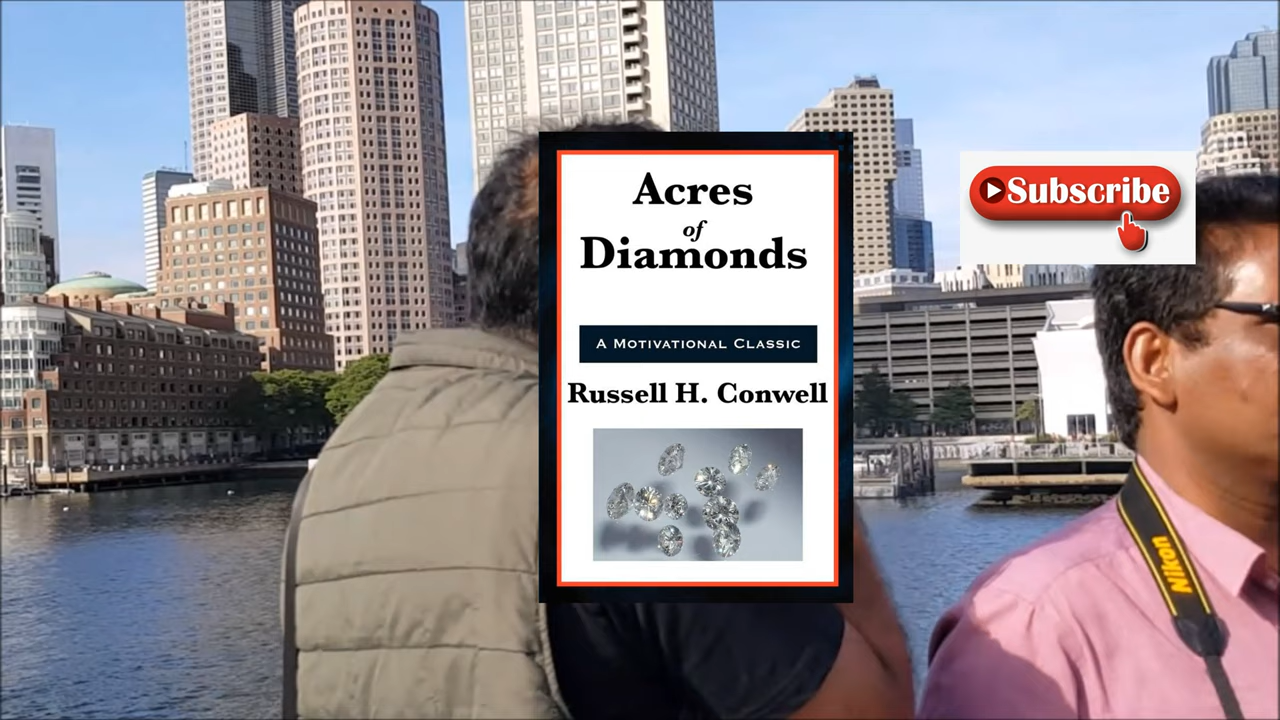 Acres
of
Diamonds
A MOTIVATIONAL CLASSIC
Russell H. Conwell
Subscribe
Nikon